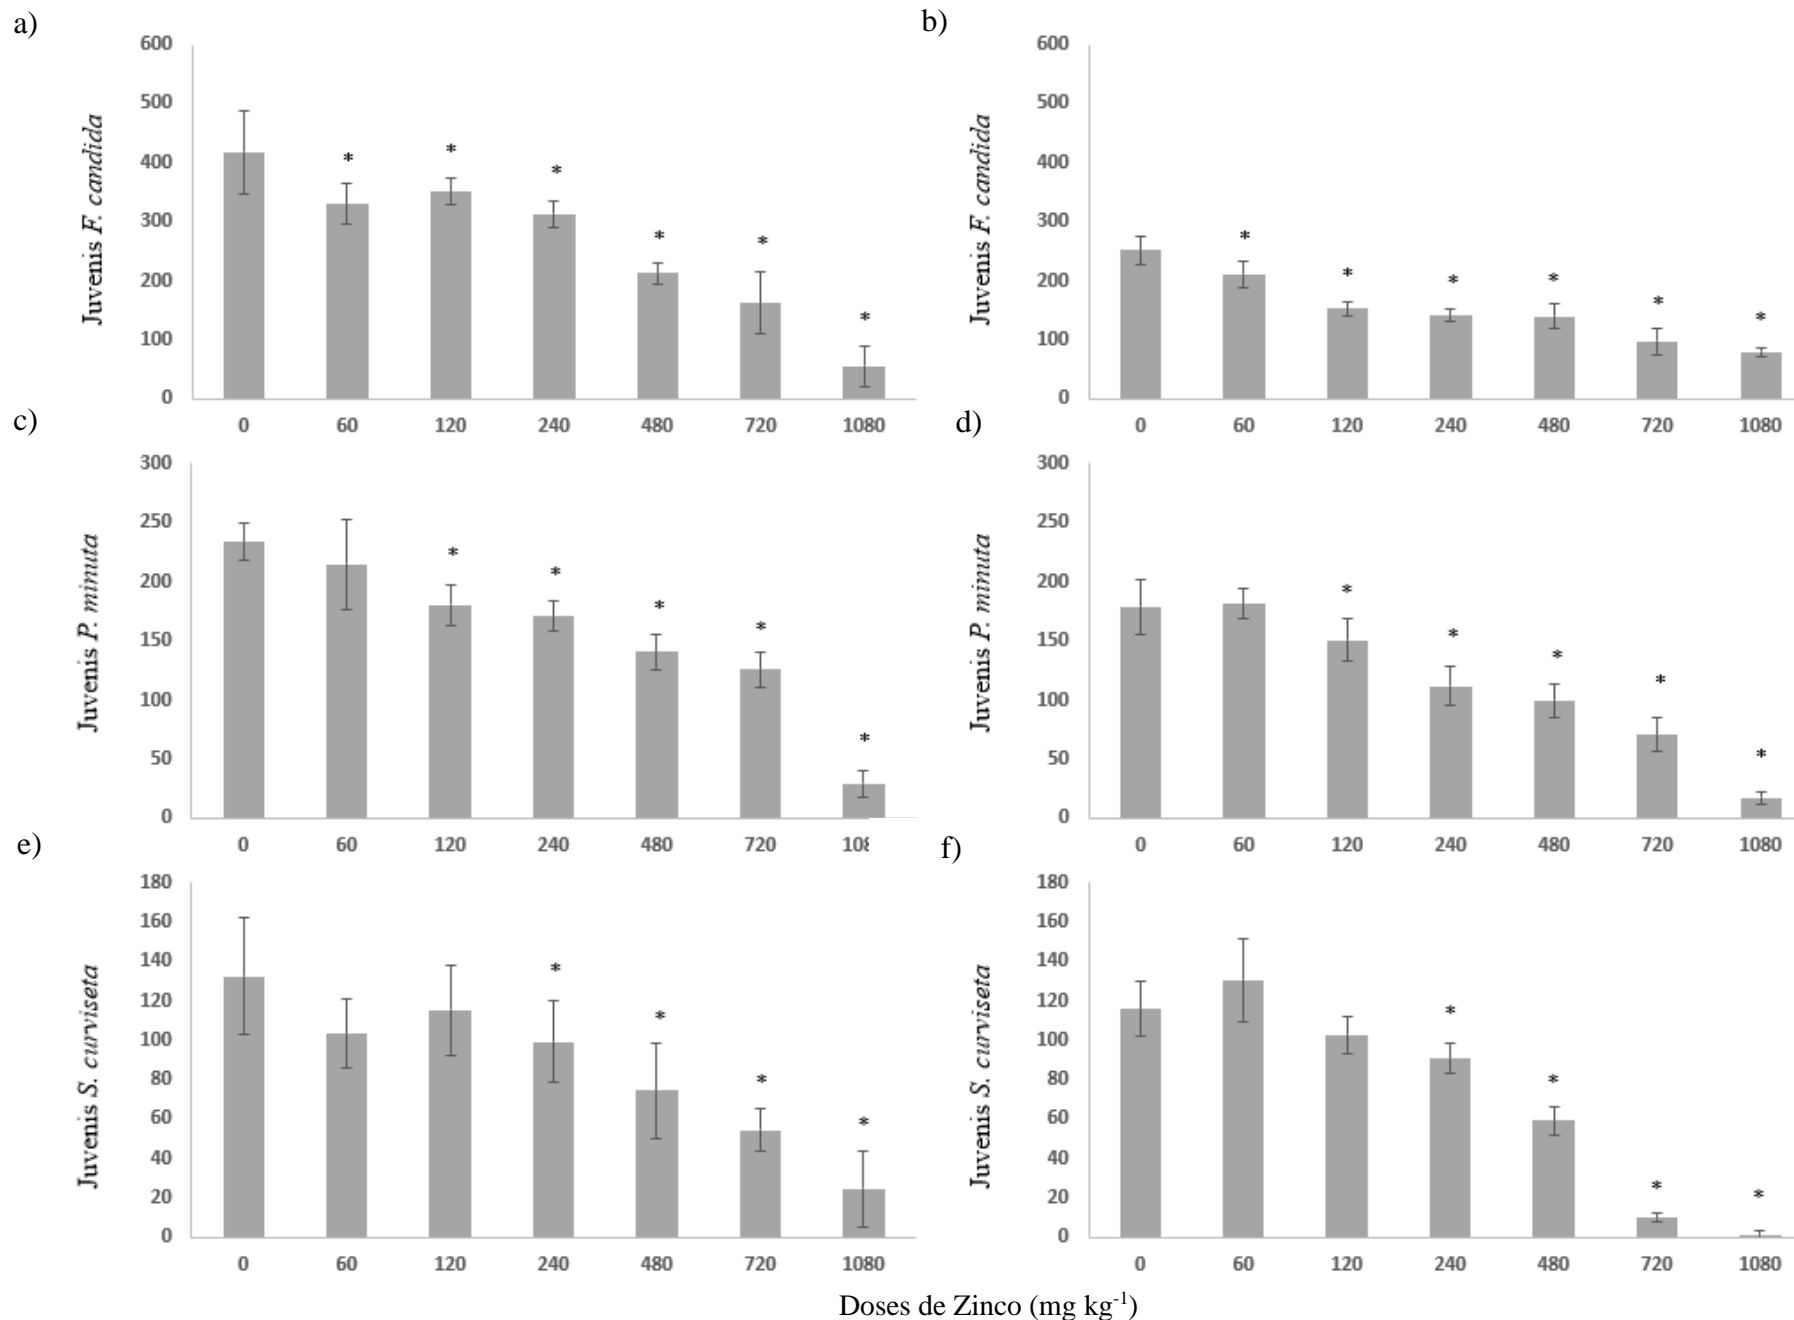 a)
600
500
400
300
200
100
0
Juvenis F. candida
* * * * * *
0 60 120 240 480 720 1080
b)
600
500
400
300
200
100
0
Juvenis F. candida
* * * * * *
0 60 120 240 480 720 1080
c)
300
250
200
150
100
50
0
Juvenis P. minuta
* * * * *
0 60 120 240 480 720 108
d)
300
250
200
150
100
50
0
Juvenis P. minuta
* * * * *
0 60 120 240 480 720 1080
e)
180
160
140
120
100
80
60
40
20
0
Juvenis S. curviseta
* * * *
0 60 120 240 480 720 1080
f)
180
160
140
120
100
80
60
40
20
0
Juvenis S. curviseta
* * * *
0 60 120 240 480 720 1080
Doses de Zinco (mg kg⁻¹)